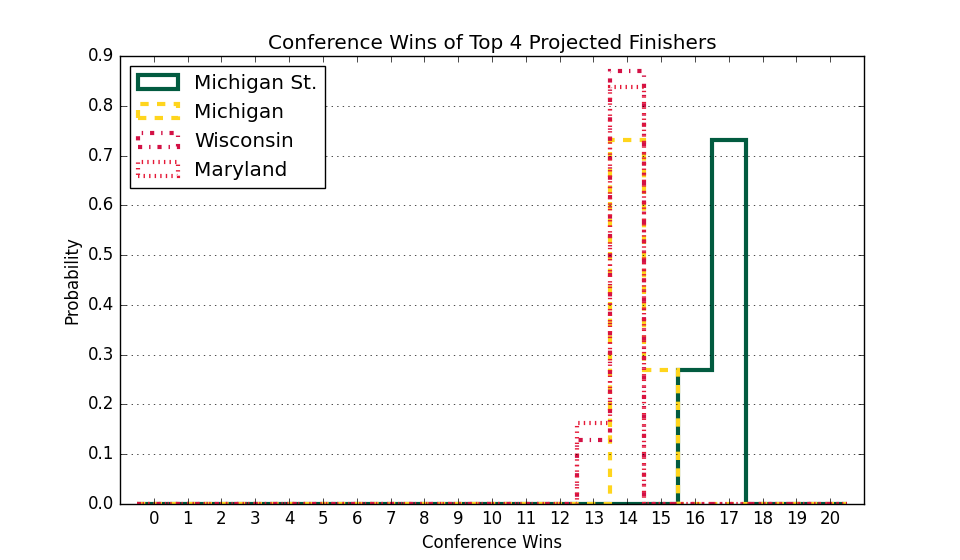 Conference Wins of Top 4 Projected Finishers
0.9
0.8
0.7
0.6
0.5
0.4
0.3
0.2
0.1
0.0
Probability
Michigan St.
Michigan
Wisconsin
Maryland
0 1 2 3 4 5 6 7 8 9 10 11 12 13 14 15 16 17 18 19 20
Conference Wins